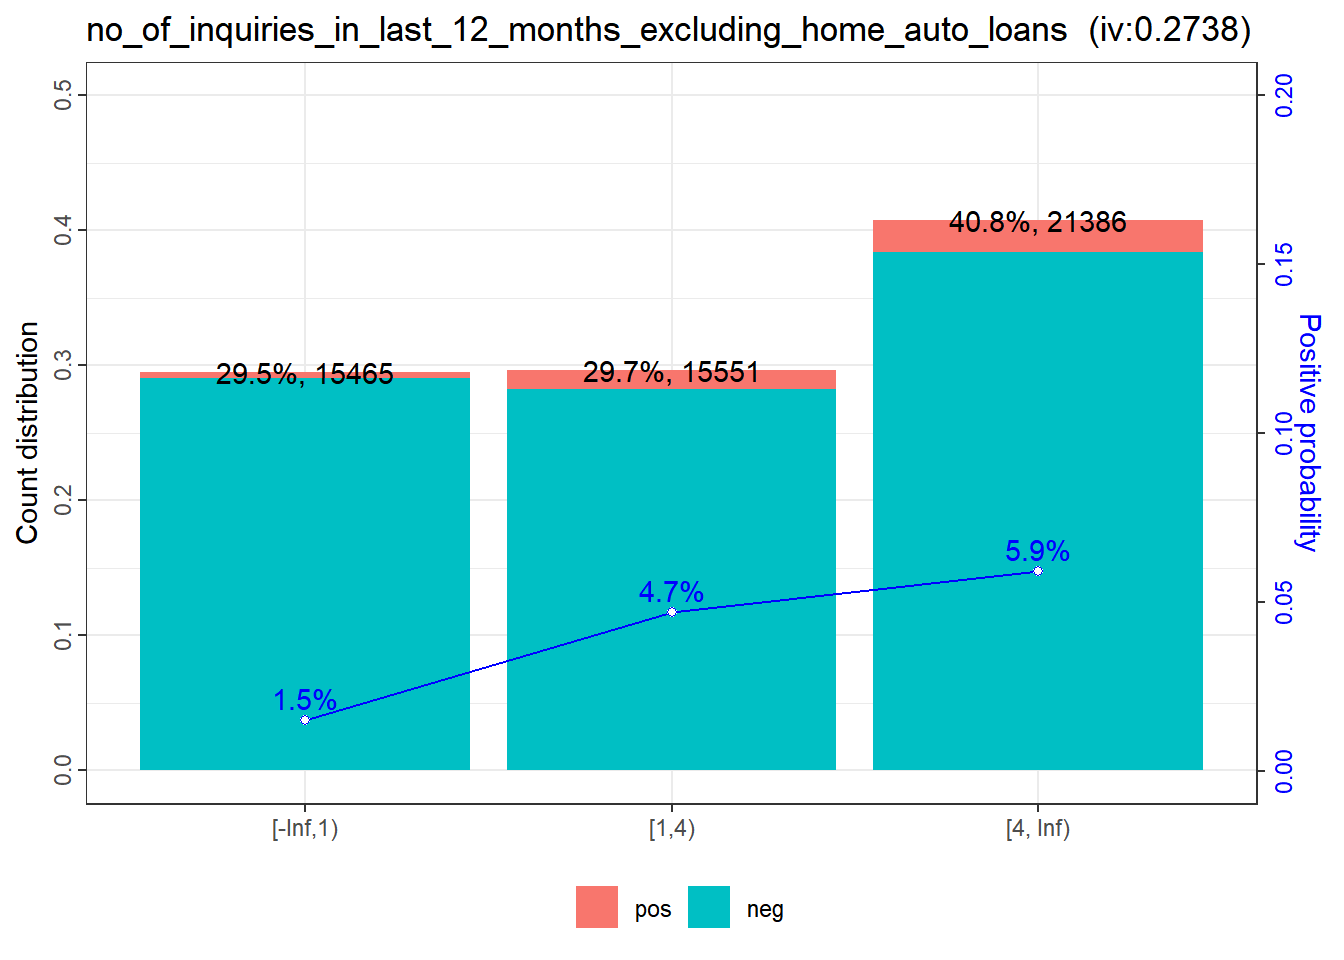 no_of_inquiries_in_last_12_months_excluding_home_auto_loans (iv:0.2738)
0.5
0.4
0.3
0.2
0.1
0.0
Count distribution
0.20
0.15
0.10
0.05
0.00
Positive probability
29.5%, 15465
29.7%, 15551
40.8%, 21386
1.5%
4.7%
5.9%
[-Inf,1)
[1,4)
[4, Inf)
pos
neg